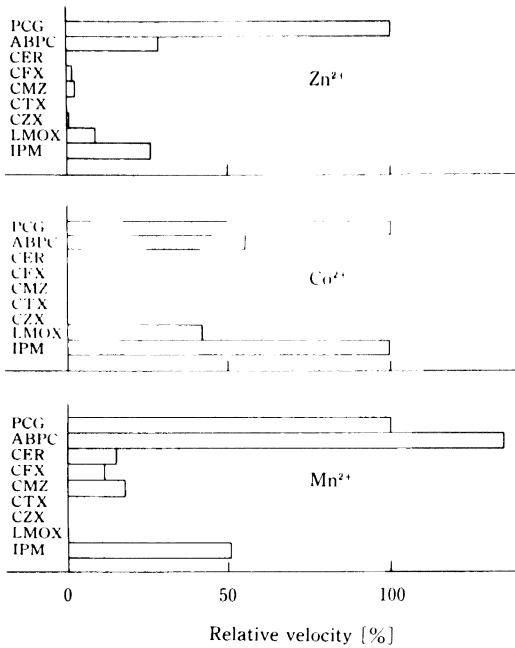 PCG
ABPC
CER
CFX
CMZ
CTX
CZX
LMOX
IPM
Zn²⁺
PCG
ABPC
CER
CFX
CMZ
CTX
CZX
LMOX
IPM
Co²⁺
PCG
ABPC
CER
CFX
CMZ
CTX
CZX
LMOX
IPM
Mn²⁺
0 50 100
Relative velocity [%]